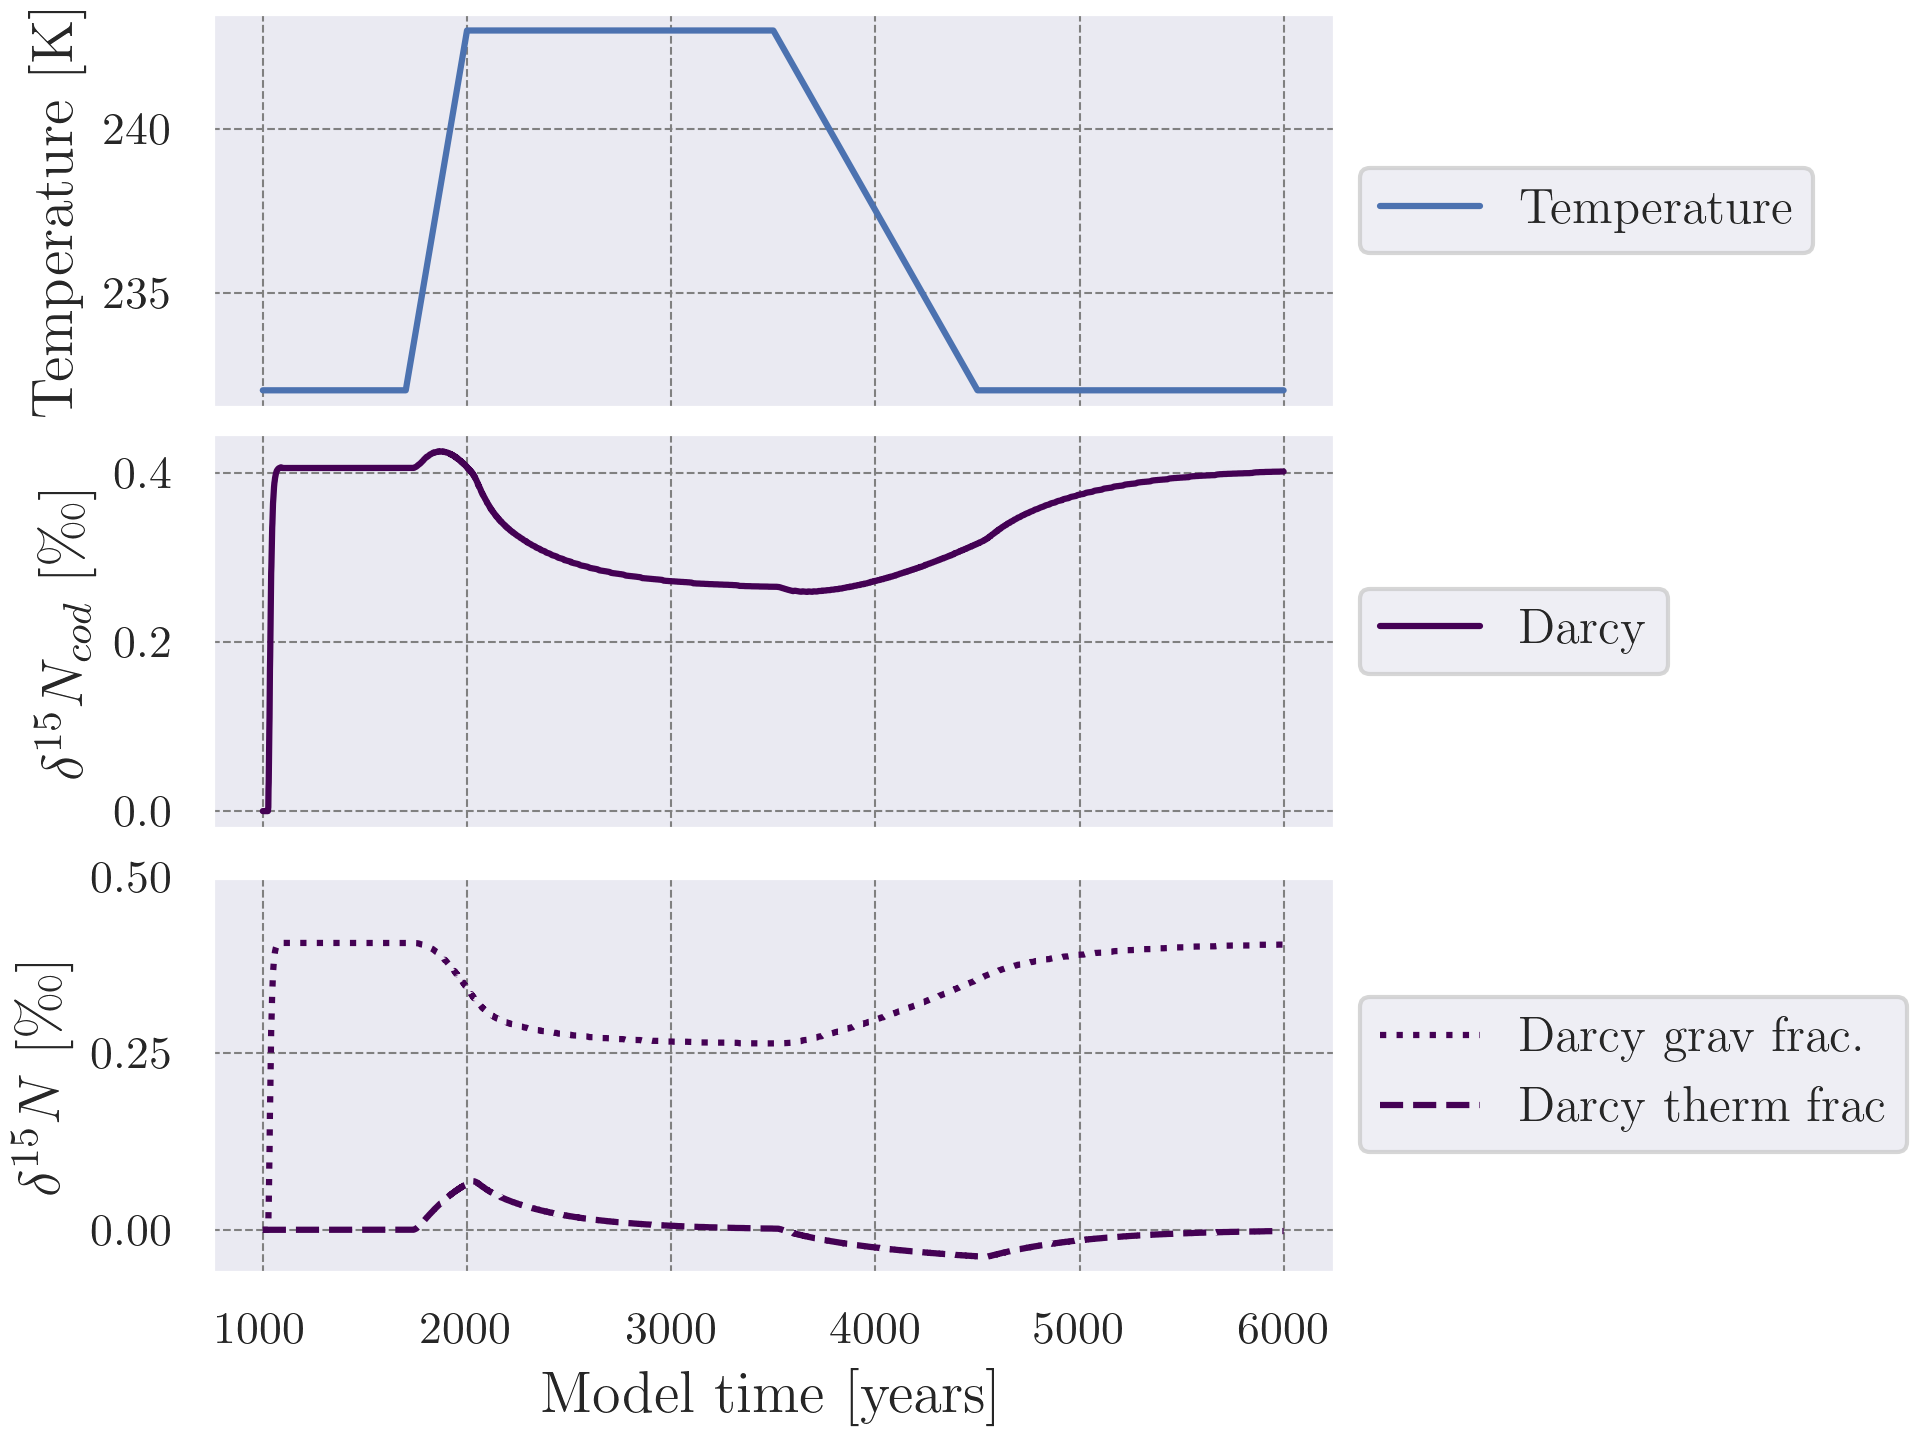 Temperature [K]
240
235
Temperature
δ¹⁵N_cod [‰]
0.4
0.2
0.0
Darcy
δ¹⁵N [‰]
0.50
0.25
0.00
Darcy grav frac.
Darcy therm frac
1000 2000 3000 4000 5000 6000
Model time [years]